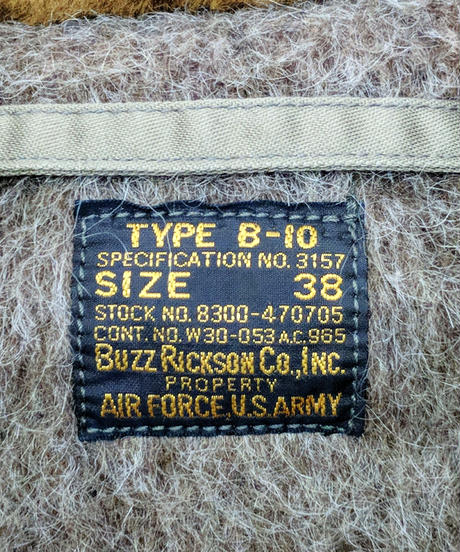 TYPE B-10
SPECIFICATION NO. 3157
SIZE 38
STOCK NO. 8300-470705
CONT. NO. W30-053 A.C. 965
BUZZ RICKSON CO., INC.
PROPERTY
AIR FORCE, U.S. ARMY